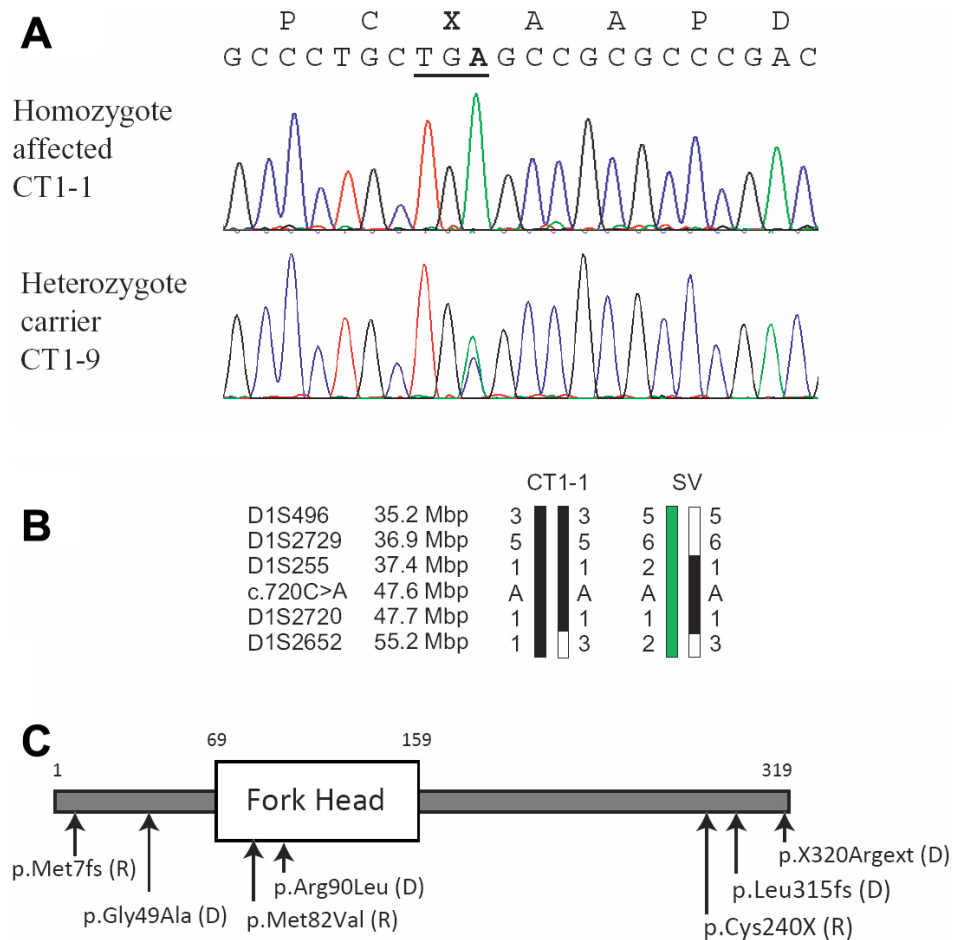 A
P C X A A P D
G C C C T G C T G A G C C G C G C C C G A C
Homozygote
affected
CT1-1
Heterozygote
carrier
CT1-9
B
CT1-1 SV
D1S496 35.2 Mbp 3 3 5 5
D1S2729 36.9 Mbp 5 5 6 6
D1S255 37.4 Mbp 1 1 2 1
c.720C>A 47.6 Mbp A A A A
D1S2720 47.7 Mbp 1 1 1 1
D1S2652 55.2 Mbp 1 3 2 3
C
69 159
1 319
Fork Head
p.Met7fs (R)
p.Gly49Ala (D)
p.Arg90Leu (D)
p.Met82Val (R)
p.X320Argext (D)
p.Leu315fs (D)
p.Cys240X (R)